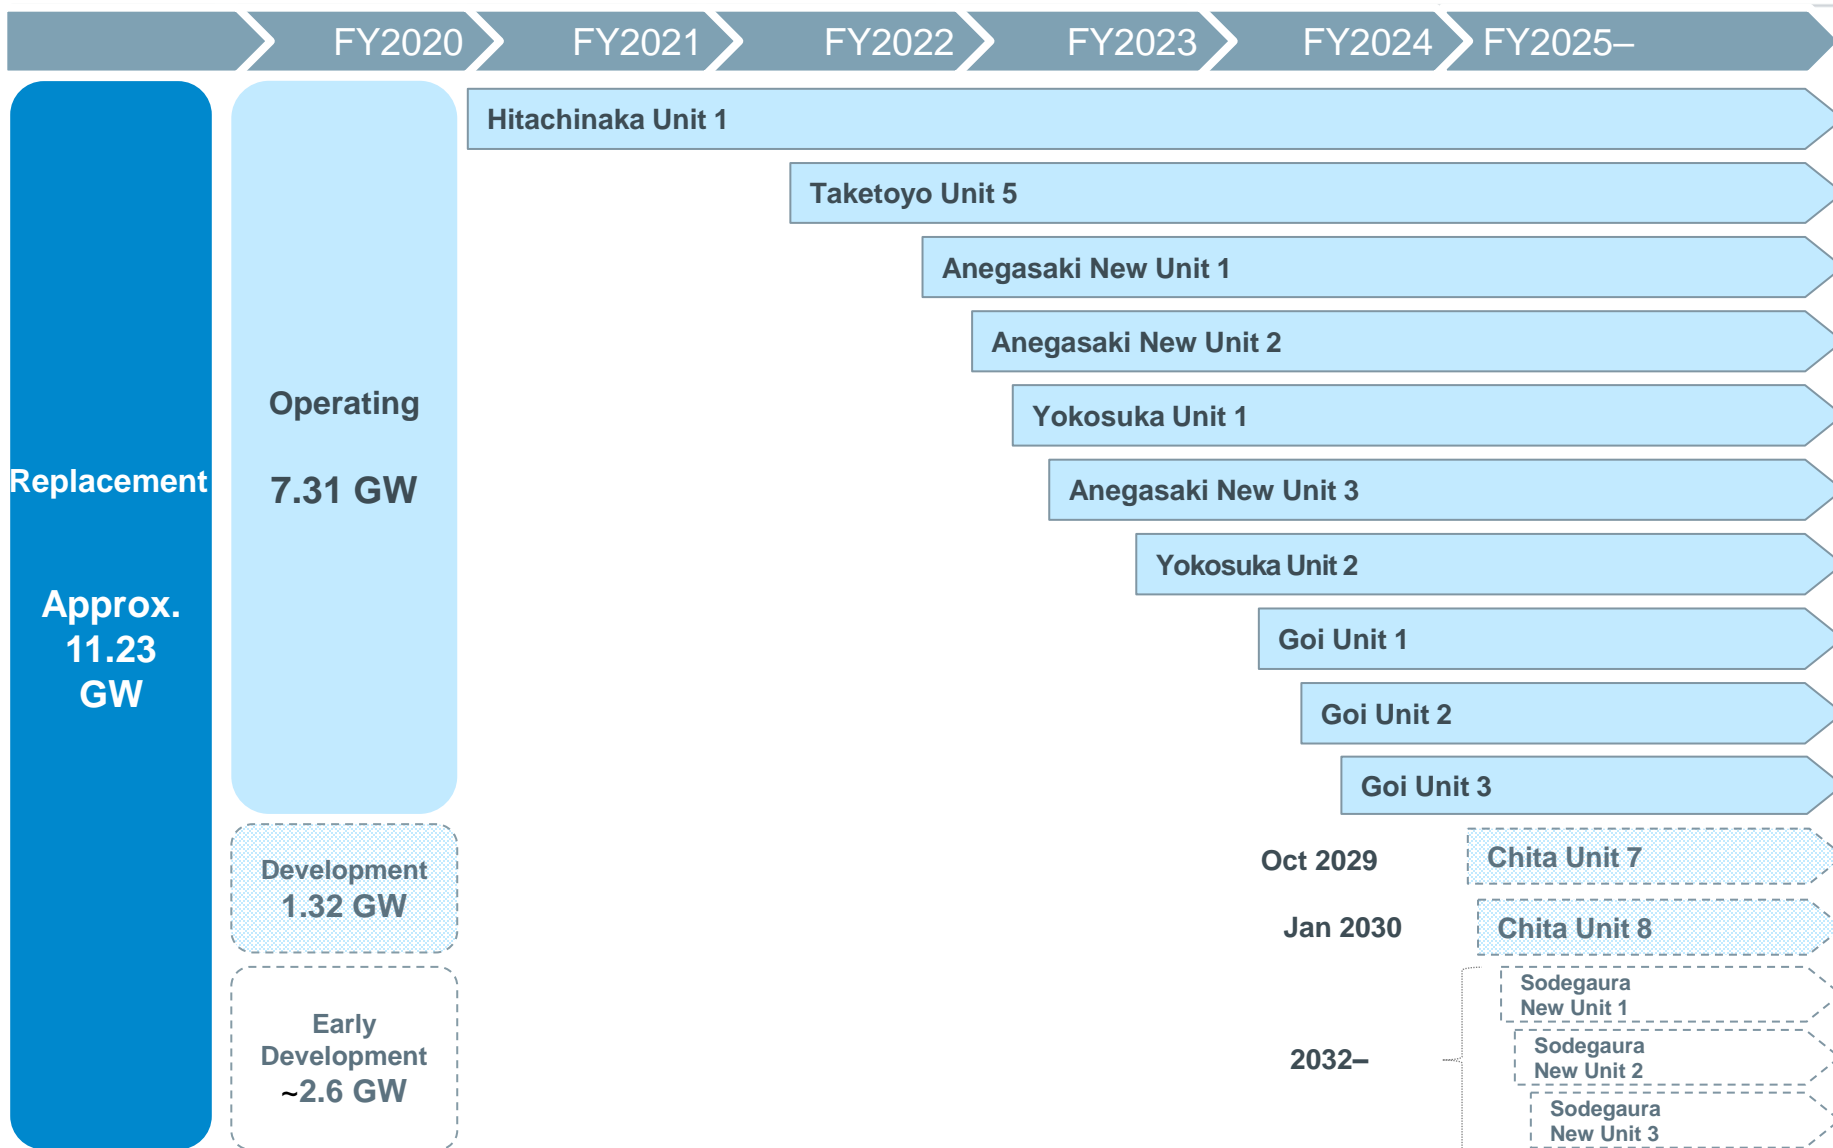 FY2020
FY2021
FY2022
FY2023
FY2024
FY2025–
Replacement
Approx.
11.23
GW
Operating
7.31 GW
Hitachinaka Unit 1
Taketoyo Unit 5
Anegasaki New Unit 1
Anegasaki New Unit 2
Yokosuka Unit 1
Anegasaki New Unit 3
Yokosuka Unit 2
Goi Unit 1
Goi Unit 2
Goi Unit 3
Development
1.32 GW
Oct 2029
Chita Unit 7
Jan 2030
Chita Unit 8
Early
Development
~2.6 GW
2032–
Sodegaura
New Unit 1
Sodegaura
New Unit 2
Sodegaura
New Unit 3